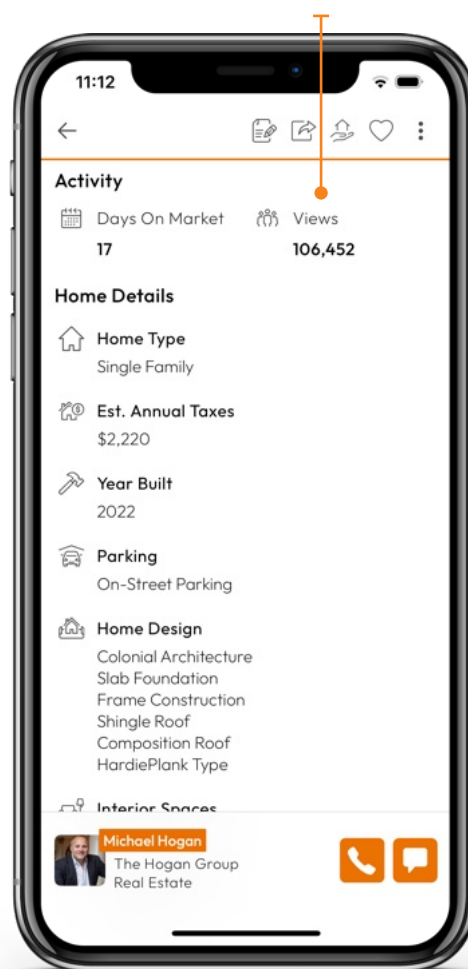 11:12
Activity
Days On Market
Views
17
106,452
Home Details
Home Type
Single Family
Est. Annual Taxes
$2,220
Year Built
2022
Parking
On-Street Parking
Home Design
Colonial Architecture
Slab Foundation
Frame Construction
Shingle Roof
Composition Roof
HardiePlank Type
Interior Spaces
Michael Hogan
The Hogan Group
Real Estate